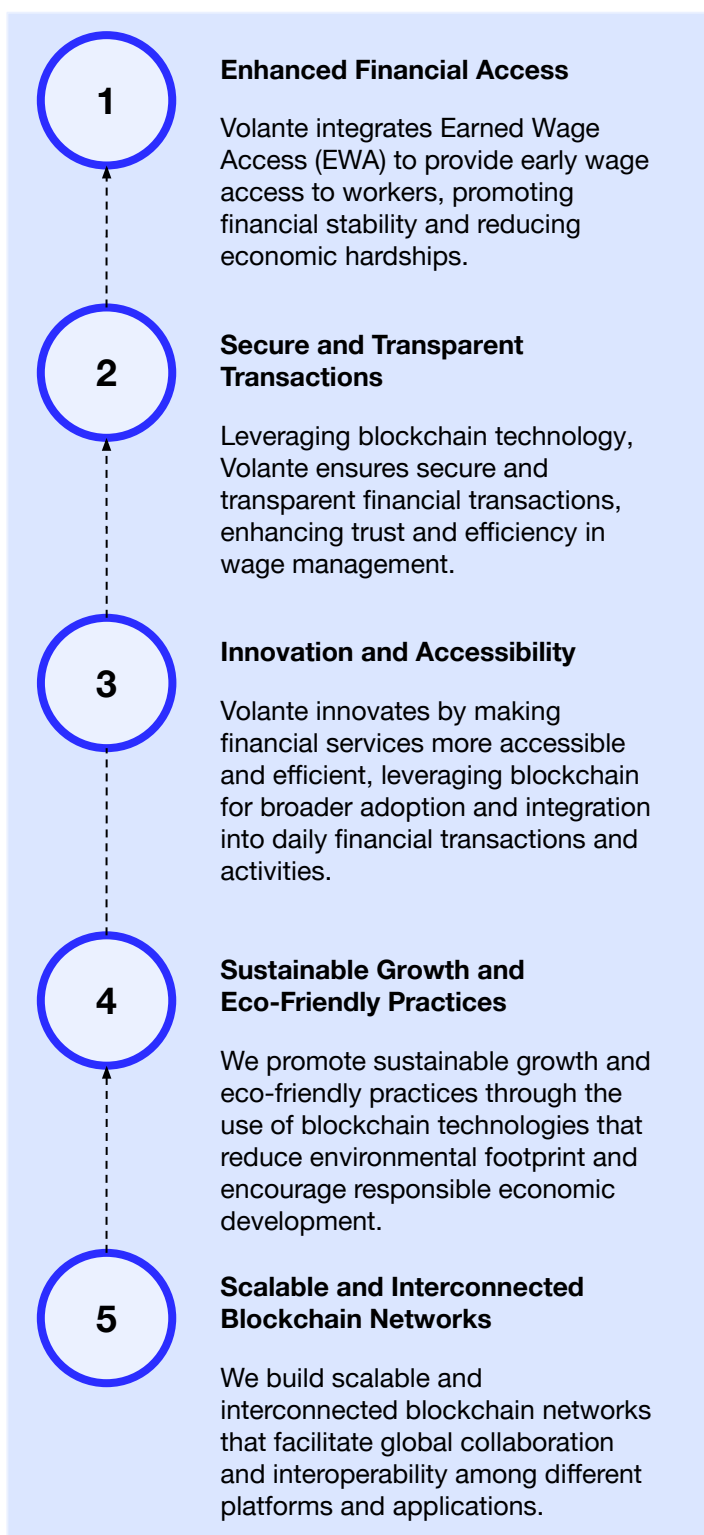 1
Enhanced Financial Access
Volante integrates Earned Wage
Access (EWA) to provide early wage
access to workers, promoting
financial stability and reducing
economic hardships.
2
Secure and Transparent
Transactions
Leveraging blockchain technology,
Volante ensures secure and
transparent financial transactions,
enhancing trust and efficiency in
wage management.
3
Innovation and Accessibility
Volante innovates by making
financial services more accessible
and efficient, leveraging blockchain
for broader adoption and integration
into daily financial transactions and
activities.
4
Sustainable Growth and
Eco-Friendly Practices
We promote sustainable growth and
eco-friendly practices through the
use of blockchain technologies that
reduce environmental footprint and
encourage responsible economic
development.
5
Scalable and Interconnected
Blockchain Networks
We build scalable and
interconnected blockchain networks
that facilitate global collaboration
and interoperability among different
platforms and applications.